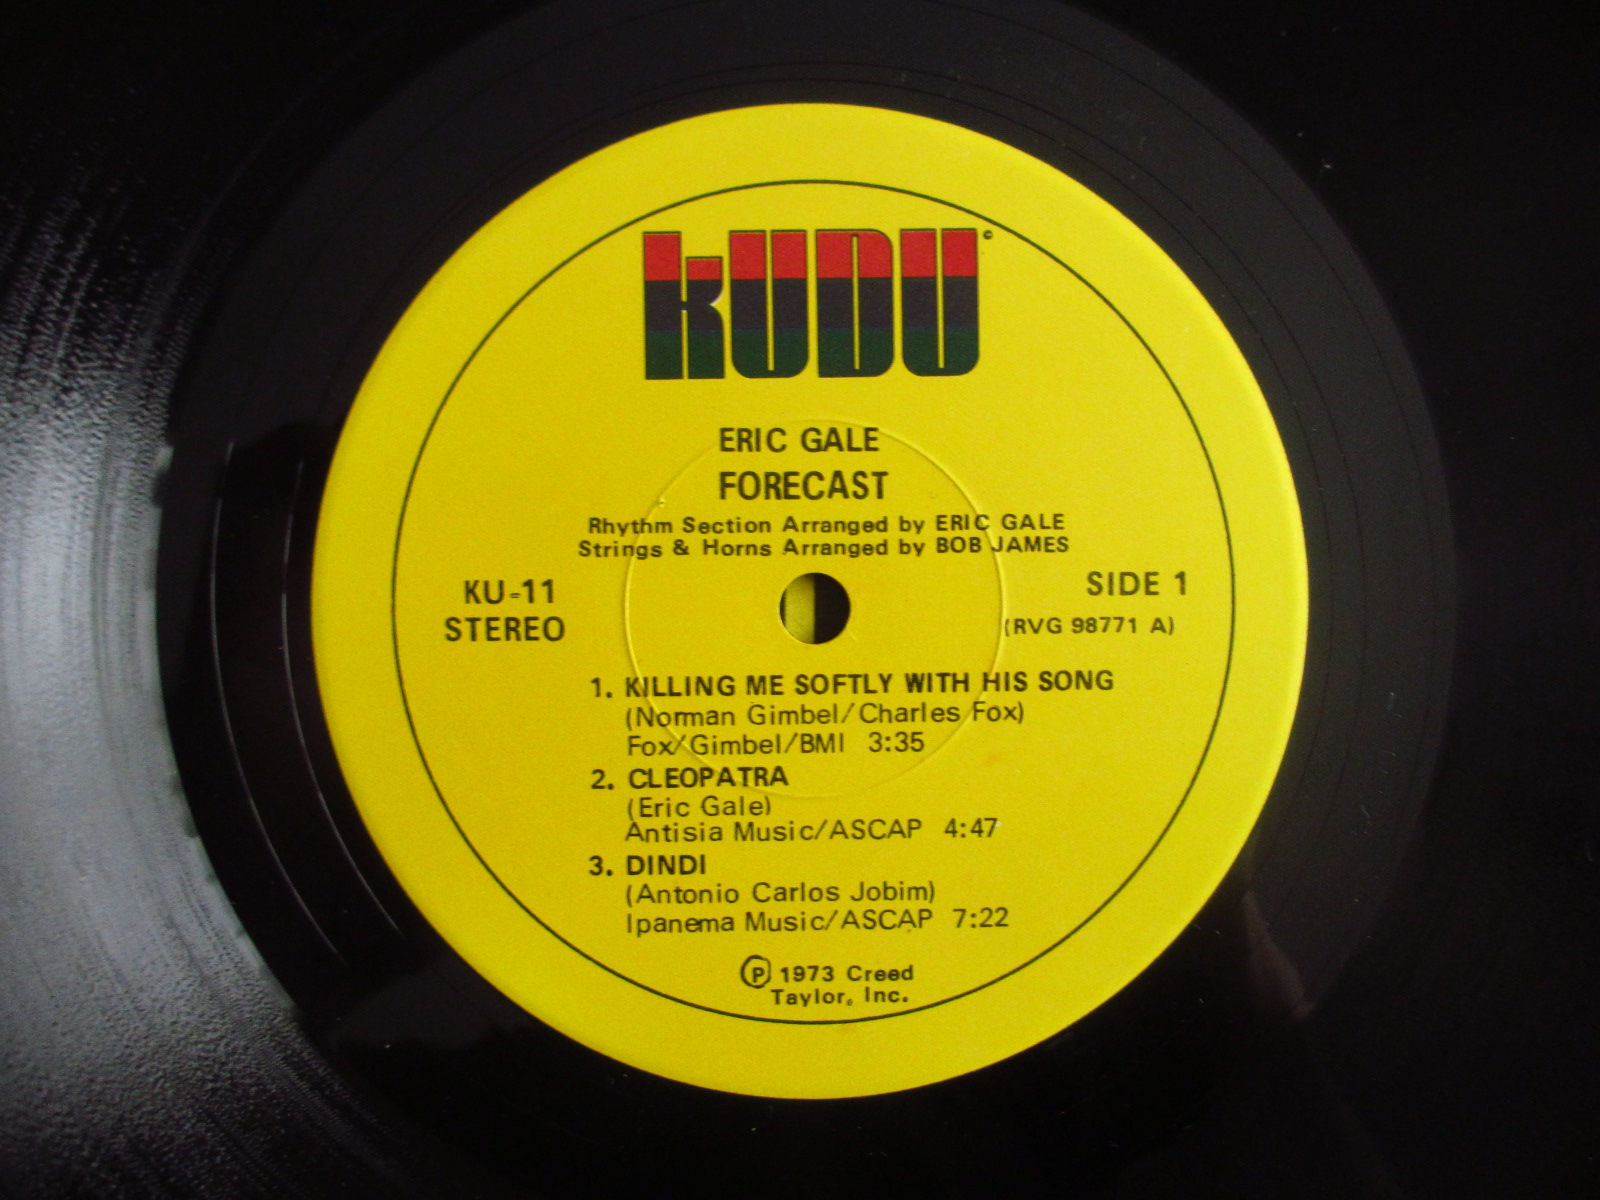 KUDU©
ERIC GALE
FORECAST
Rhythm Section Arranged by ERIC GALE
Strings & Horns Arranged by BOB JAMES
KU-11
STEREO
SIDE 1
(RVG 98771 A)
1. KILLING ME SOFTLY WITH HIS SONG
(Norman Gimbel/Charles Fox)
Fox/Gimbel/BMI 3:35
2. CLEOPATRA
(Eric Gale)
Antisia Music/ASCAP 4:47
3. DINDI
(Antonio Carlos Jobim)
Ipanema Music/ASCAP 7:22
℗ 1973 Creed
Taylor, Inc.